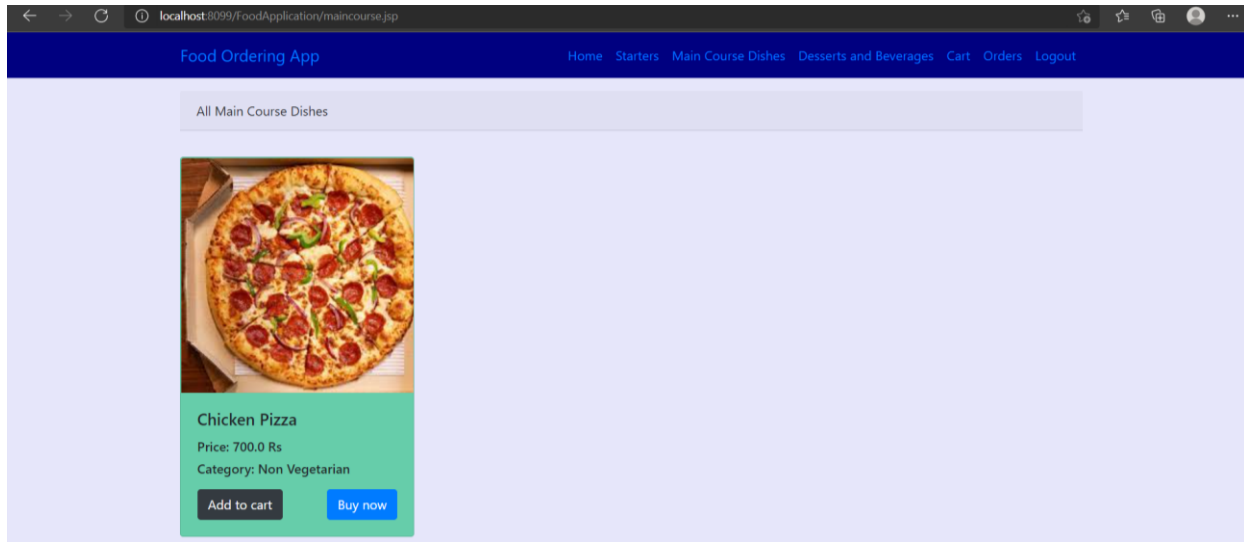 localhost:8099/FoodApplication/maincourse.jsp
Food Ordering App Home Starters Main Course Dishes Desserts and Beverages Cart Orders Logout
All Main Course Dishes
Chicken Pizza
Price: 700.0 Rs
Category: Non Vegetarian
Add to cart Buy now